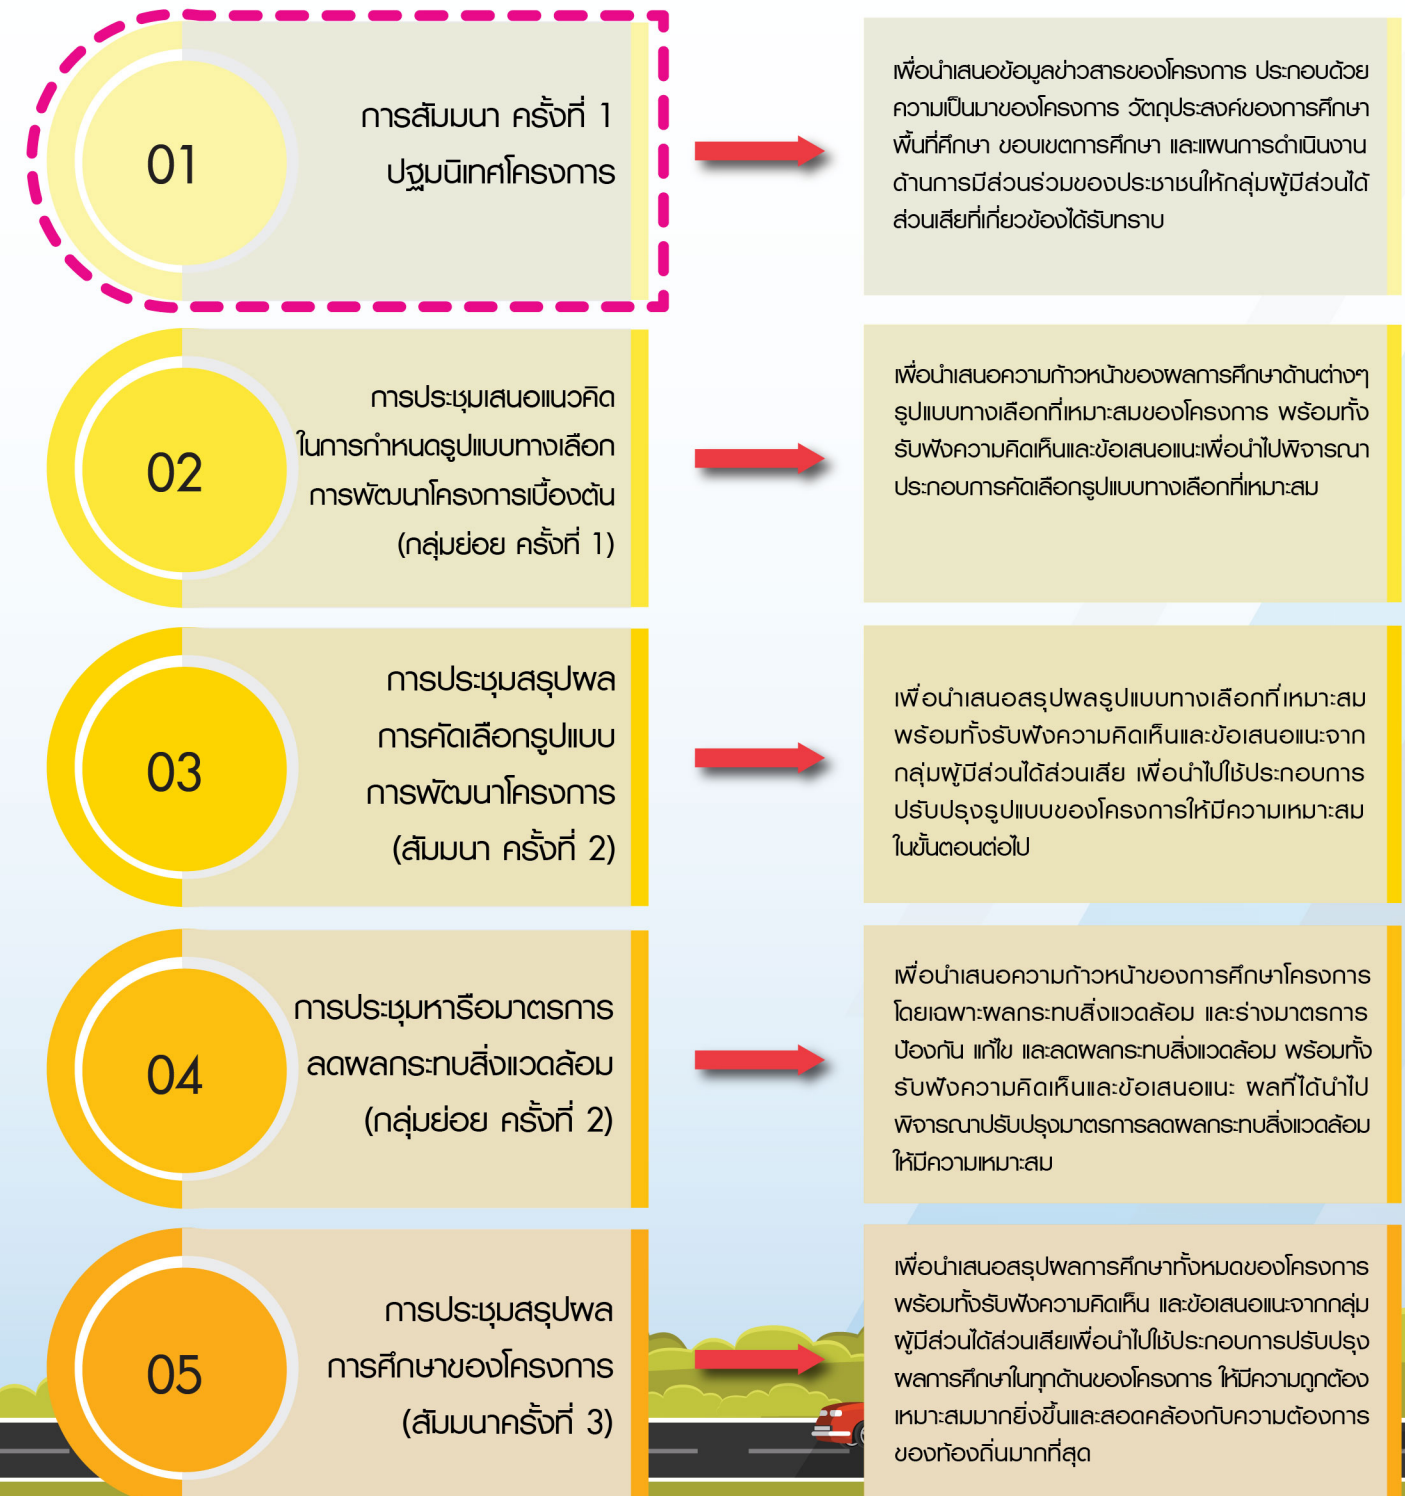 01
การสัมมนา ครั้งที่ 1
ปฐมนิเทศโครงการ
เพื่อนำเสนอข้อมูลข่าวสารของโครงการ ประกอบด้วย
ความเป็นมาของโครงการ วัตถุประสงค์ของการศึกษา
พื้นที่ศึกษา ขอบเขตการศึกษา และแผนการดำเนินงาน
ด้านการมีส่วนร่วมของประชาชนให้กลุ่มผู้มีส่วนได้
ส่วนเสียที่เกี่ยวข้องได้รับทราบ
02
การประชุมเสนอแนวคิด
ในการกำหนดรูปแบบทางเลือก
การพัฒนาโครงการเบื้องต้น
(กลุ่มย่อย ครั้งที่ 1)
เพื่อนำเสนอความก้าวหน้าของผลการศึกษาด้านต่างๆ
รูปแบบทางเลือกที่เหมาะสมของโครงการ พร้อมทั้ง
รับฟังความคิดเห็นและข้อเสนอแนะเพื่อนำไปพิจารณา
ประกอบการคัดเลือกรูปแบบทางเลือกที่เหมาะสม
03
การประชุมสรุปผล
การคัดเลือกรูปแบบ
การพัฒนาโครงการ
(สัมมนา ครั้งที่ 2)
เพื่อนำเสนอสรุปผลรูปแบบทางเลือกที่เหมาะสม
พร้อมทั้งรับฟังความคิดเห็นและข้อเสนอแนะจาก
กลุ่มผู้มีส่วนได้ส่วนเสีย เพื่อนำไปใช้ประกอบการ
ปรับปรุงรูปแบบของโครงการให้มีความเหมาะสม
ในขั้นตอนต่อไป
04
การประชุมหารือมาตรการ
ลดผลกระทบสิ่งแวดล้อม
(กลุ่มย่อย ครั้งที่ 2)
เพื่อนำเสนอความก้าวหน้าของการศึกษาโครงการ
โดยเฉพาะผลกระทบสิ่งแวดล้อม และร่างมาตรการ
ป้องกัน แก้ไข และลดผลกระทบสิ่งแวดล้อม พร้อมทั้ง
รับฟังความคิดเห็นและข้อเสนอแนะ ผลที่ได้นำไป
พิจารณาปรับปรุงมาตรการลดผลกระทบสิ่งแวดล้อม
ให้มีความเหมาะสม
05
การประชุมสรุปผล
การศึกษาของโครงการ
(สัมมนาครั้งที่ 3)
เพื่อนำเสนอสรุปผลการศึกษาทั้งหมดของโครงการ
พร้อมทั้งรับฟังความคิดเห็น และข้อเสนอแนะจากกลุ่ม
ผู้มีส่วนได้ส่วนเสียเพื่อนำไปใช้ประกอบการปรับปรุง
ผลการศึกษาในทุกด้านของโครงการ ให้มีความถูกต้อง
เหมาะสมมากยิ่งขึ้นและสอดคล้องกับความต้องการ
ของท้องถิ่นมากที่สุด